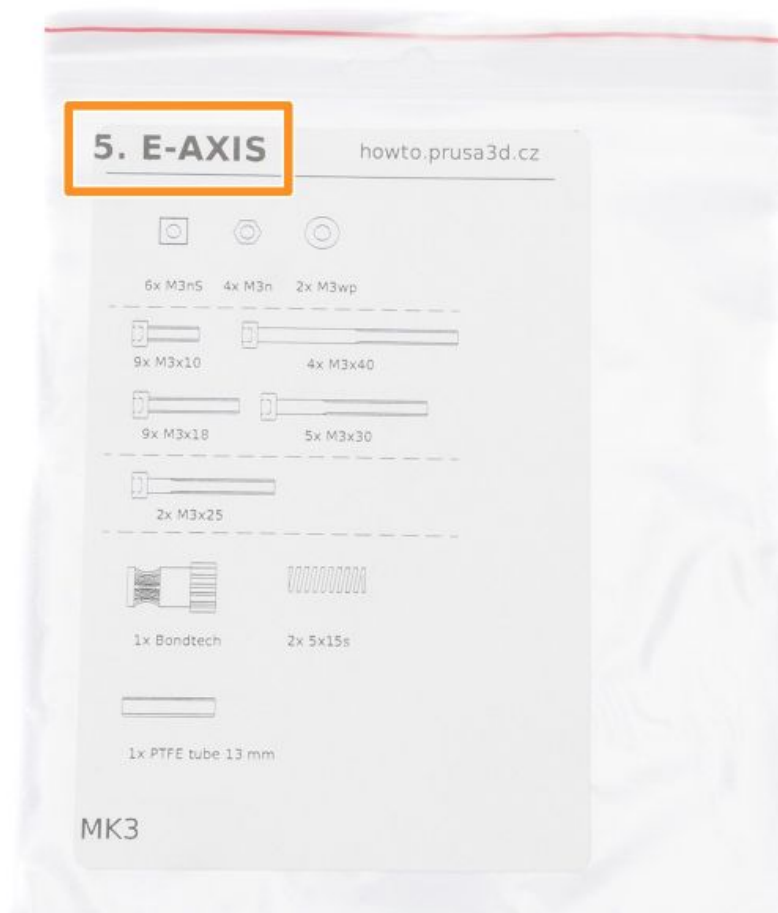 5. E-AXIS howto.prusa3d.cz
6x M3nS 4x M3n 2x M3wp
9x M3x10 4x M3x40
9x M3x18 5x M3x30
2x M3x25
1x Bondtech 2x 5x15s
1x PTFE tube 13 mm
MK3